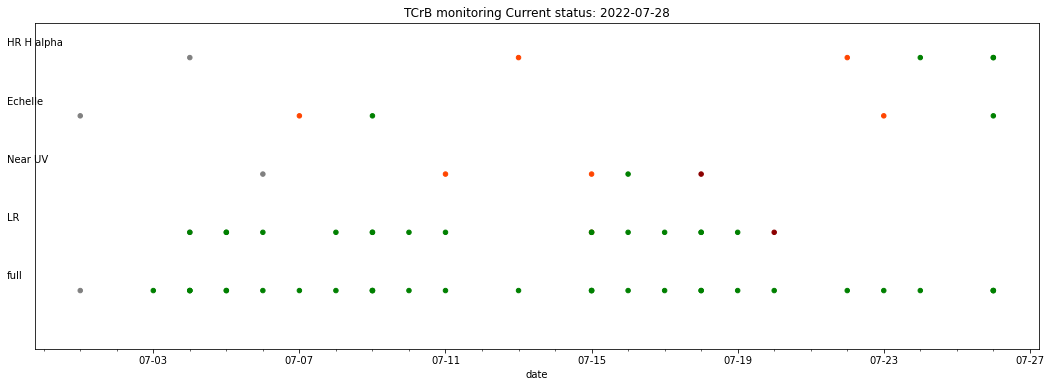 TCrB monitoring Current status: 2022-07-28
HR H alpha
Echelle
Near UV
LR
full
07-03 07-07 07-11 07-15 07-19 07-23 07-27
date